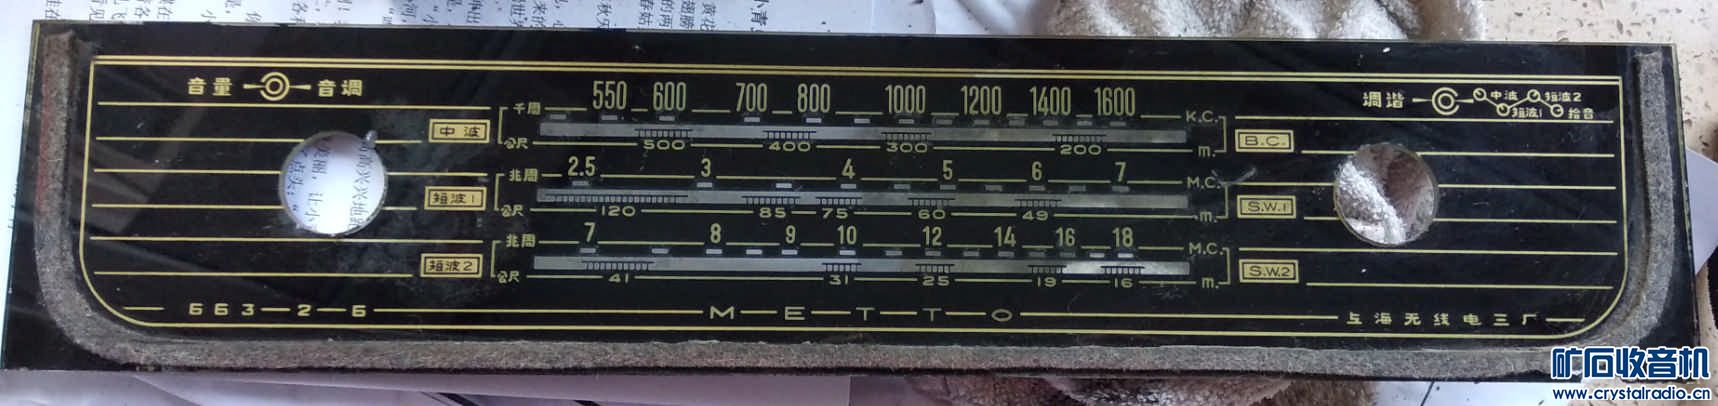 音量 音调
550 600 700 800 1000 1200 1400 1600
调谐 中波 短波1 短波2 拾音
千周 K.C.
中波 B.C.
公尺 500 400 300 200 m.
兆周 2.5 3 4 5 6 7 M.C.
短波1 S.W.1
公尺 120 85 75 60 49 m.
兆周 7 8 9 10 12 14 16 18 M.C.
短波2 S.W.2
公尺 41 31 25 19 16 m.
663-2-6 METTO 上海无线电三厂
矿石收音机
www.crystalradio.cn